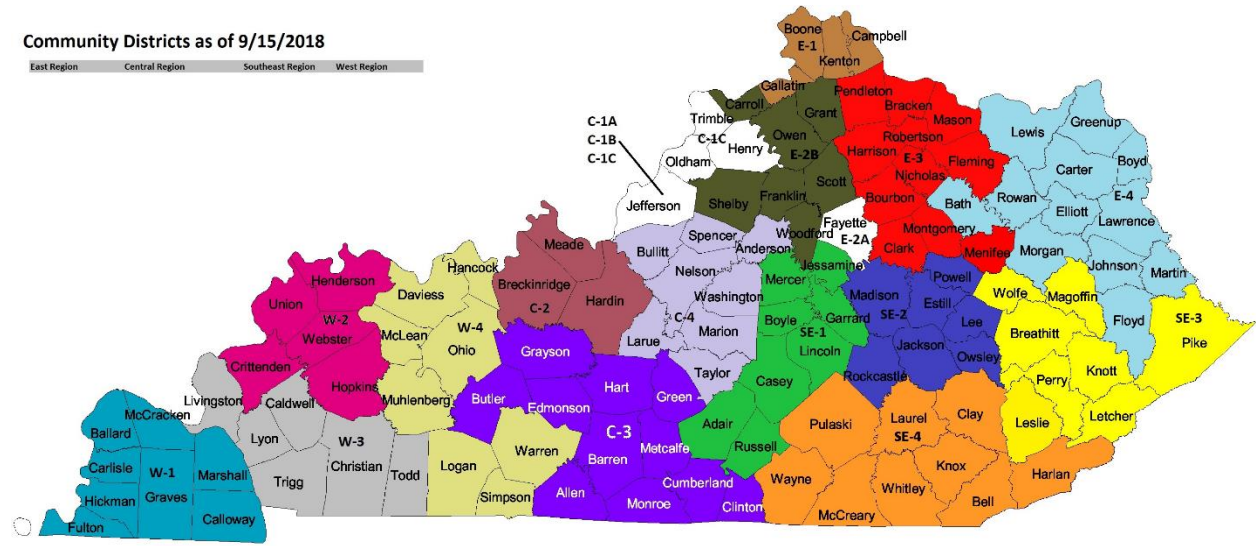 Community Districts as of 9/15/2018
East Region Central Region Southeast Region West Region
Boone
E-1
Campbell
Kenton
Gallatin
Carroll
Grant
Pendleton
Bracken
Mason
Trimble
C-1A
C-1B
C-1C
C-1C
Henry
Owen
E-2B
Robertson
Lewis
Greenup
Oldham
Harrison
E-3
Fleming
Carter
Boyd
Nicholas
Jefferson
Shelby
Franklin
Scott
Bourbon
Bath
Rowan
Elliott
E-4
Lawrence
Fayette
E-2A
Woodford
Montgomery
Clark
Menifee
Morgan
Johnson
Martin
Meade
Bullitt
Spencer
Anderson
Jessamine
Powell
Hancock
Henderson
Breckinridge
Hardin
C-2
Nelson
Mercer
Madison
Estill
Wolfe
Magoffin
Union
Daviess
Washington
Garrard
SE-2
Lee
Floyd
SE-3
Pike
W-2
Webster
McLean
W-4
Ohio
C-4
Marion
Larue
Boyle
SE-1
Lincoln
Jackson
Owsley
Breathitt
Knott
Crittenden
Grayson
Rockcastle
Perry
Hopkins
Muhlenberg
Taylor
Casey
Letcher
Livingston
Caldwell
Butler
Hart
Green
Clay
Leslie
McCracken
Edmonson
Adair
Pulaski
Laurel
SE-4
Ballard
Lyon
W-3
C-3
Russell
Warren
Metcalfe
Barren
Knox
Harlan
Carlisle
W-1
Marshall
Christian
Todd
Logan
Trigg
Cumberland
Wayne
Whitley
Bell
Hickman
Graves
Simpson
Allen
Monroe
Clinton
McCreary
Fulton
Calloway